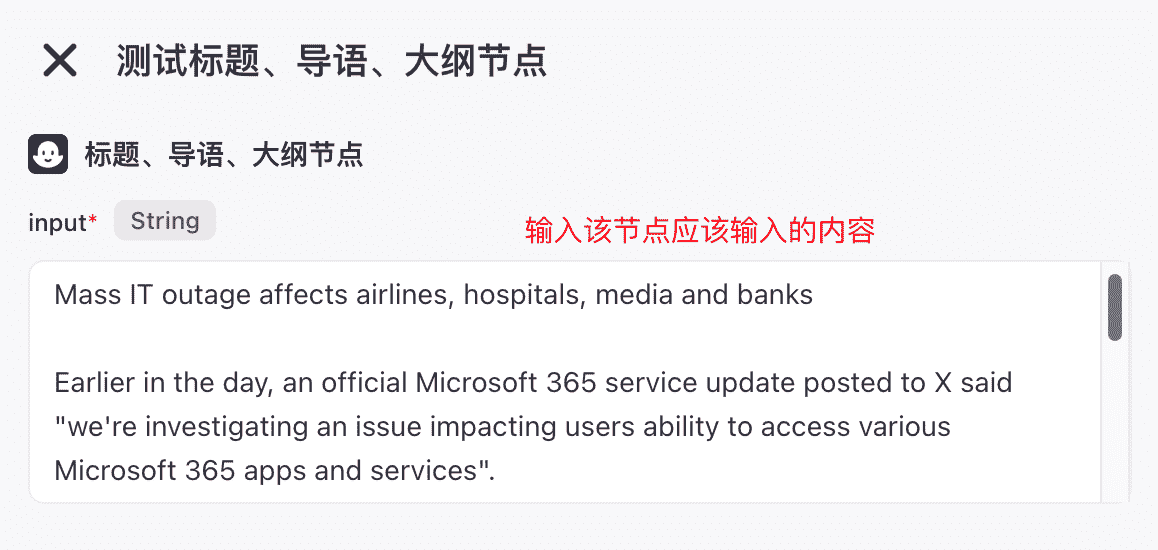 测试标题、导语、大纲节点
标题、导语、大纲节点
input* String
输入该节点应该输入的内容
Mass IT outage affects airlines, hospitals, media and banks
Earlier in the day, an official Microsoft 365 service update posted to X said
"we're investigating an issue impacting users ability to access various
Microsoft 365 apps and services".